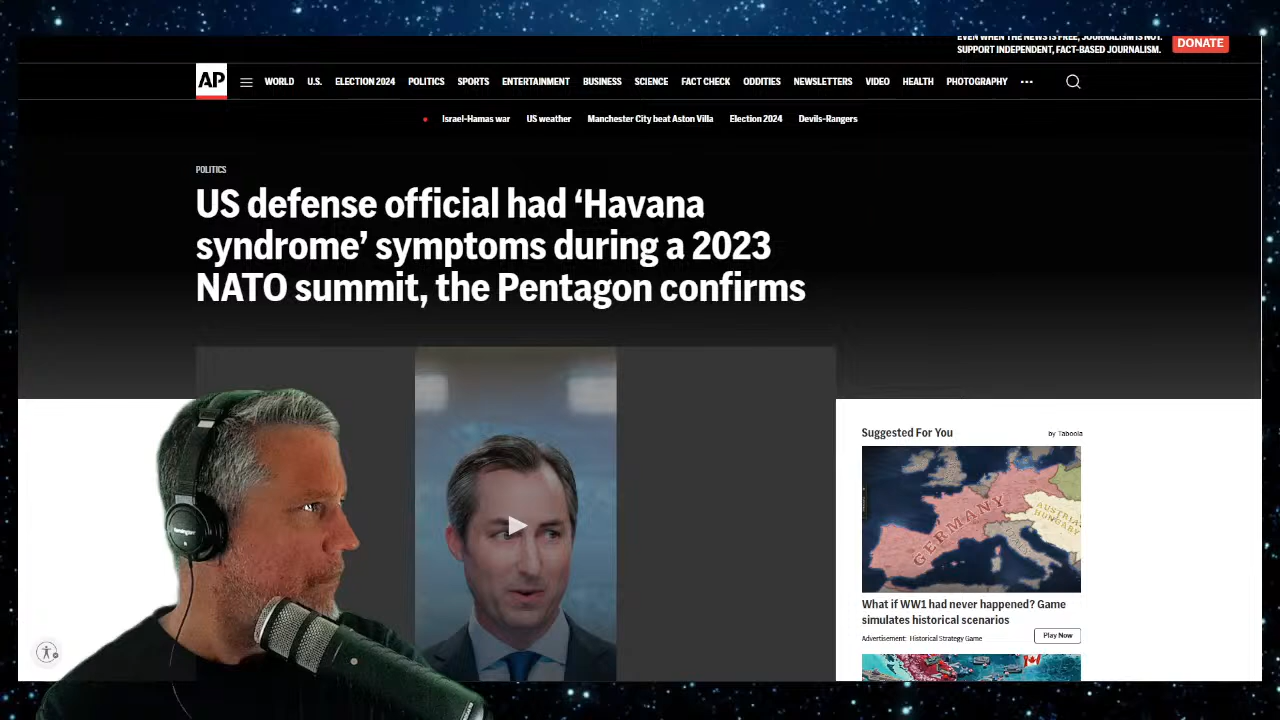 EVEN WHEN THE NEWS IS FREE, JOURNALISM IS NOT.
SUPPORT INDEPENDENT, FACT-BASED JOURNALISM.
DONATE
AP
WORLD U.S. ELECTION 2024 POLITICS SPORTS ENTERTAINMENT BUSINESS SCIENCE FACT CHECK ODDITIES NEWSLETTERS VIDEO HEALTH PHOTOGRAPHY ...
Israel-Hamas war US weather Manchester City beat Aston Villa Election 2024 Devils-Rangers
POLITICS
US defense official had ‘Havana
syndrome’ symptoms during a 2023
NATO summit, the Pentagon confirms
Suggested For You
by Taboola
GERMANY
AUSTRIA
HUNGARY
What if WW1 had never happened? Game
simulates historical scenarios
Advertisement: Historical Strategy Game
Play Now